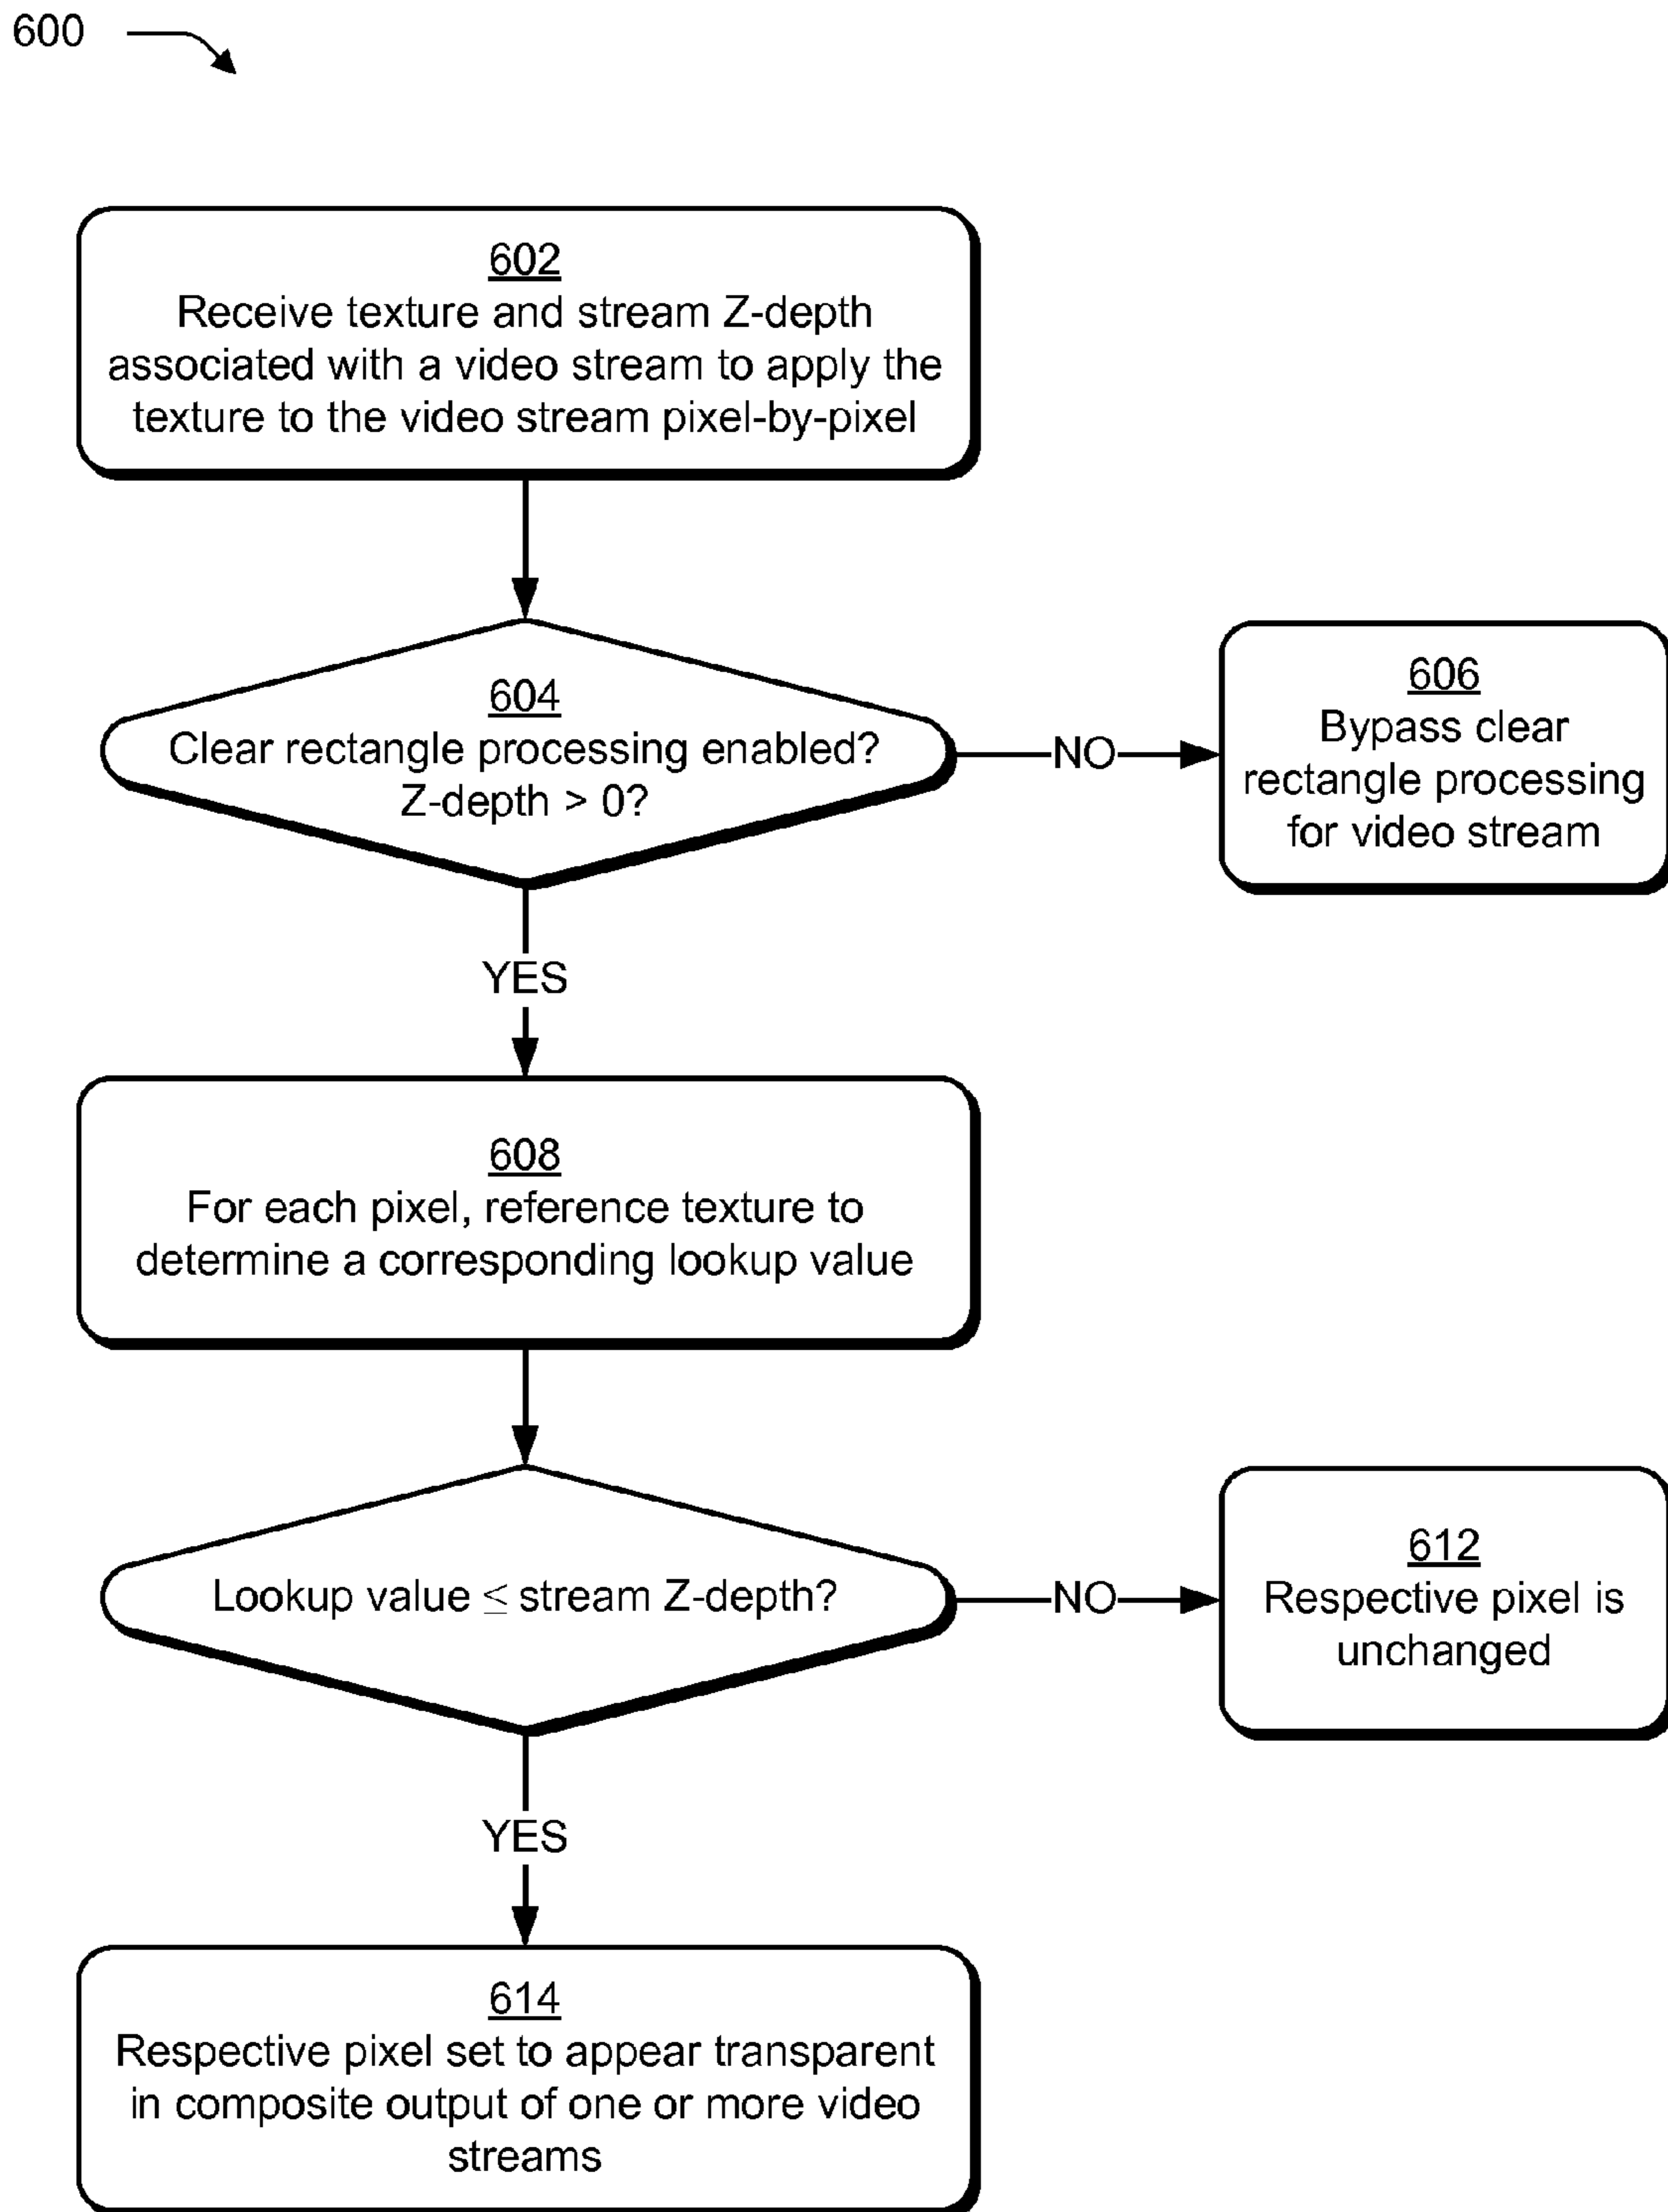 600
602
Receive texture and stream Z-depth
associated with a video stream to apply the
texture to the video stream pixel-by-pixel
604
Clear rectangle processing enabled?
Z-depth > 0?
NO
606
Bypass clear
rectangle processing
for video stream
YES
608
For each pixel, reference texture to
determine a corresponding lookup value
Lookup value ≤ stream Z-depth?
NO
612
Respective pixel is
unchanged
YES
614
Respective pixel set to appear transparent
in composite output of one or more video
streams